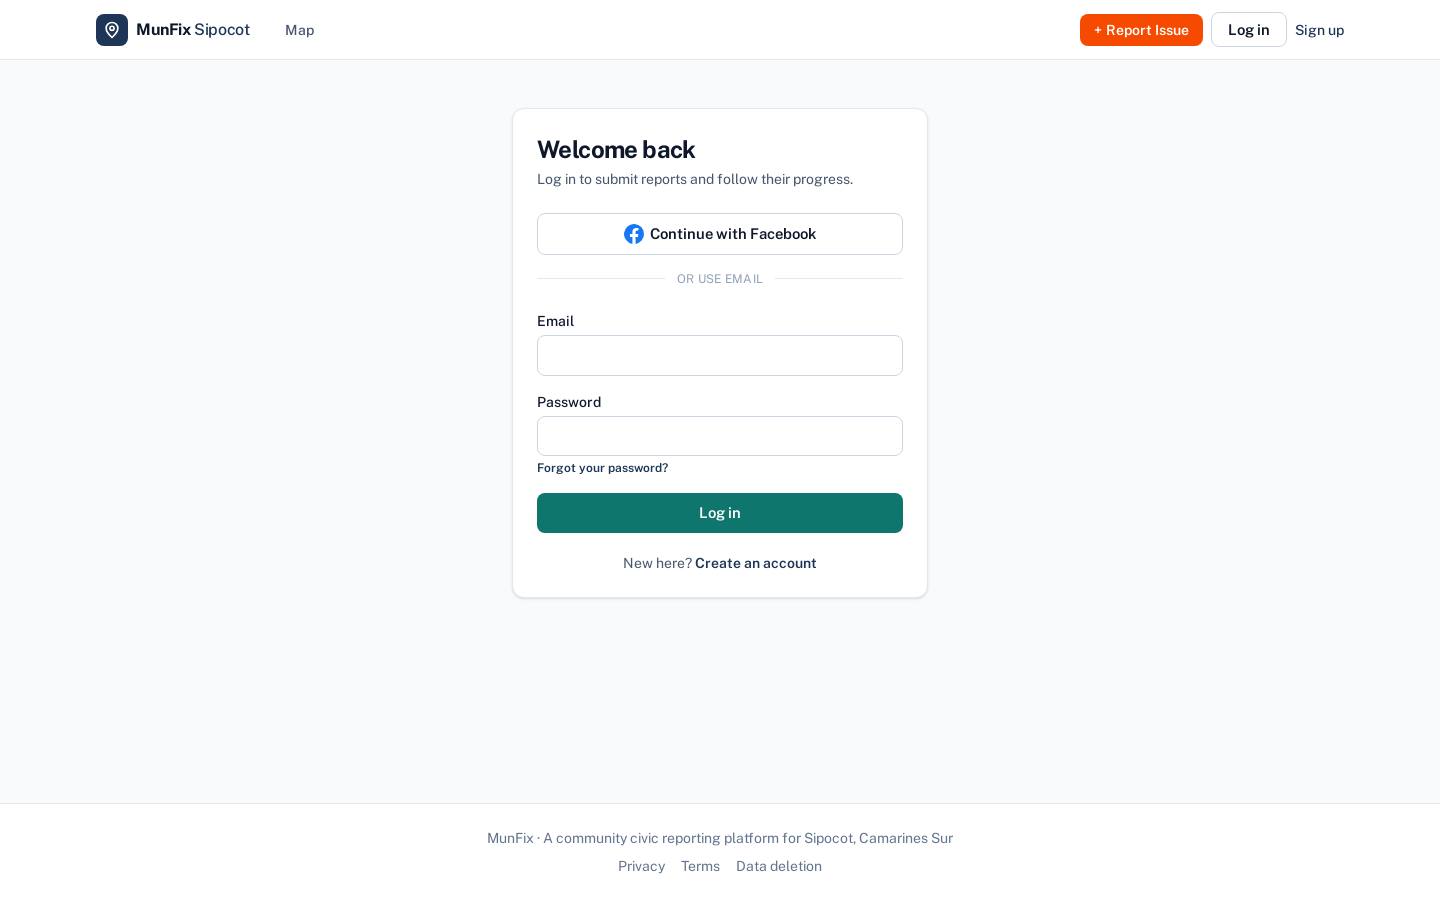 MunFix Sipocot
Map
+ Report Issue
Log in
Sign up
Welcome back
Log in to submit reports and follow their progress.
Continue with Facebook
OR USE EMAIL
Email
Password
Forgot your password?
Log in
New here? Create an account
MunFix · A community civic reporting platform for Sipocot, Camarines Sur
Privacy Terms Data deletion